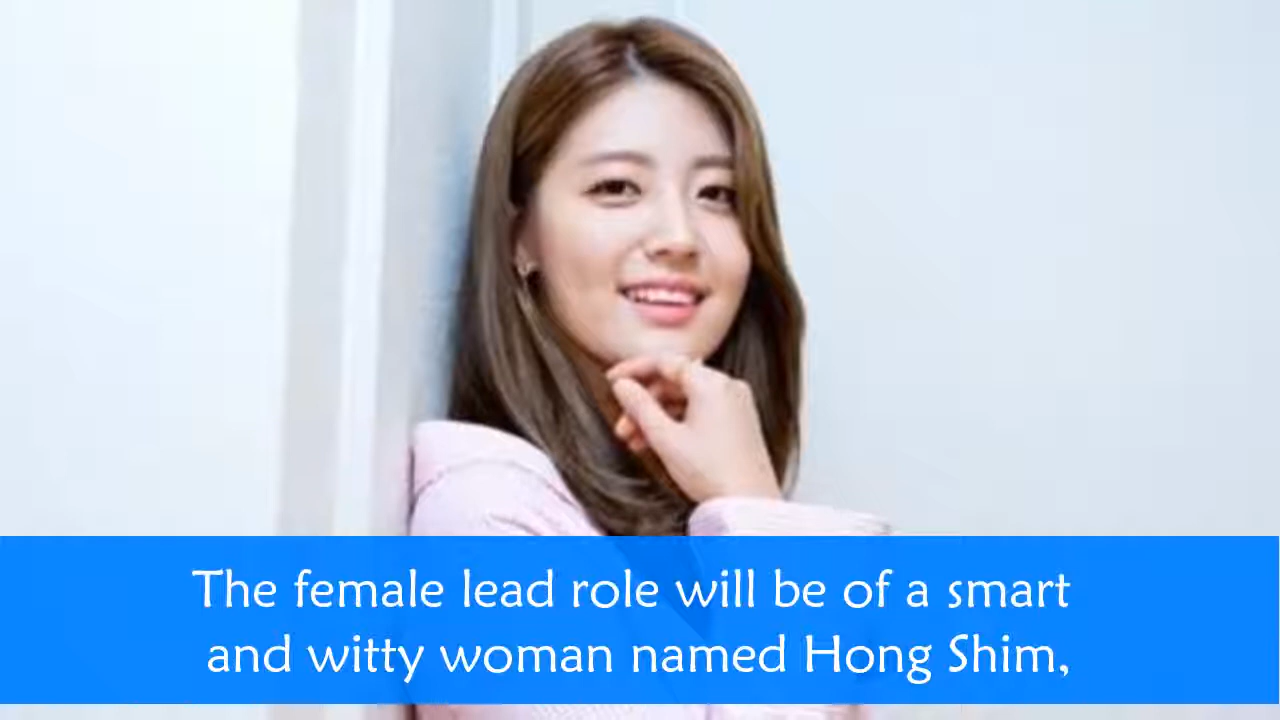 The female lead role will be of a smart
and witty woman named Hong Shim,